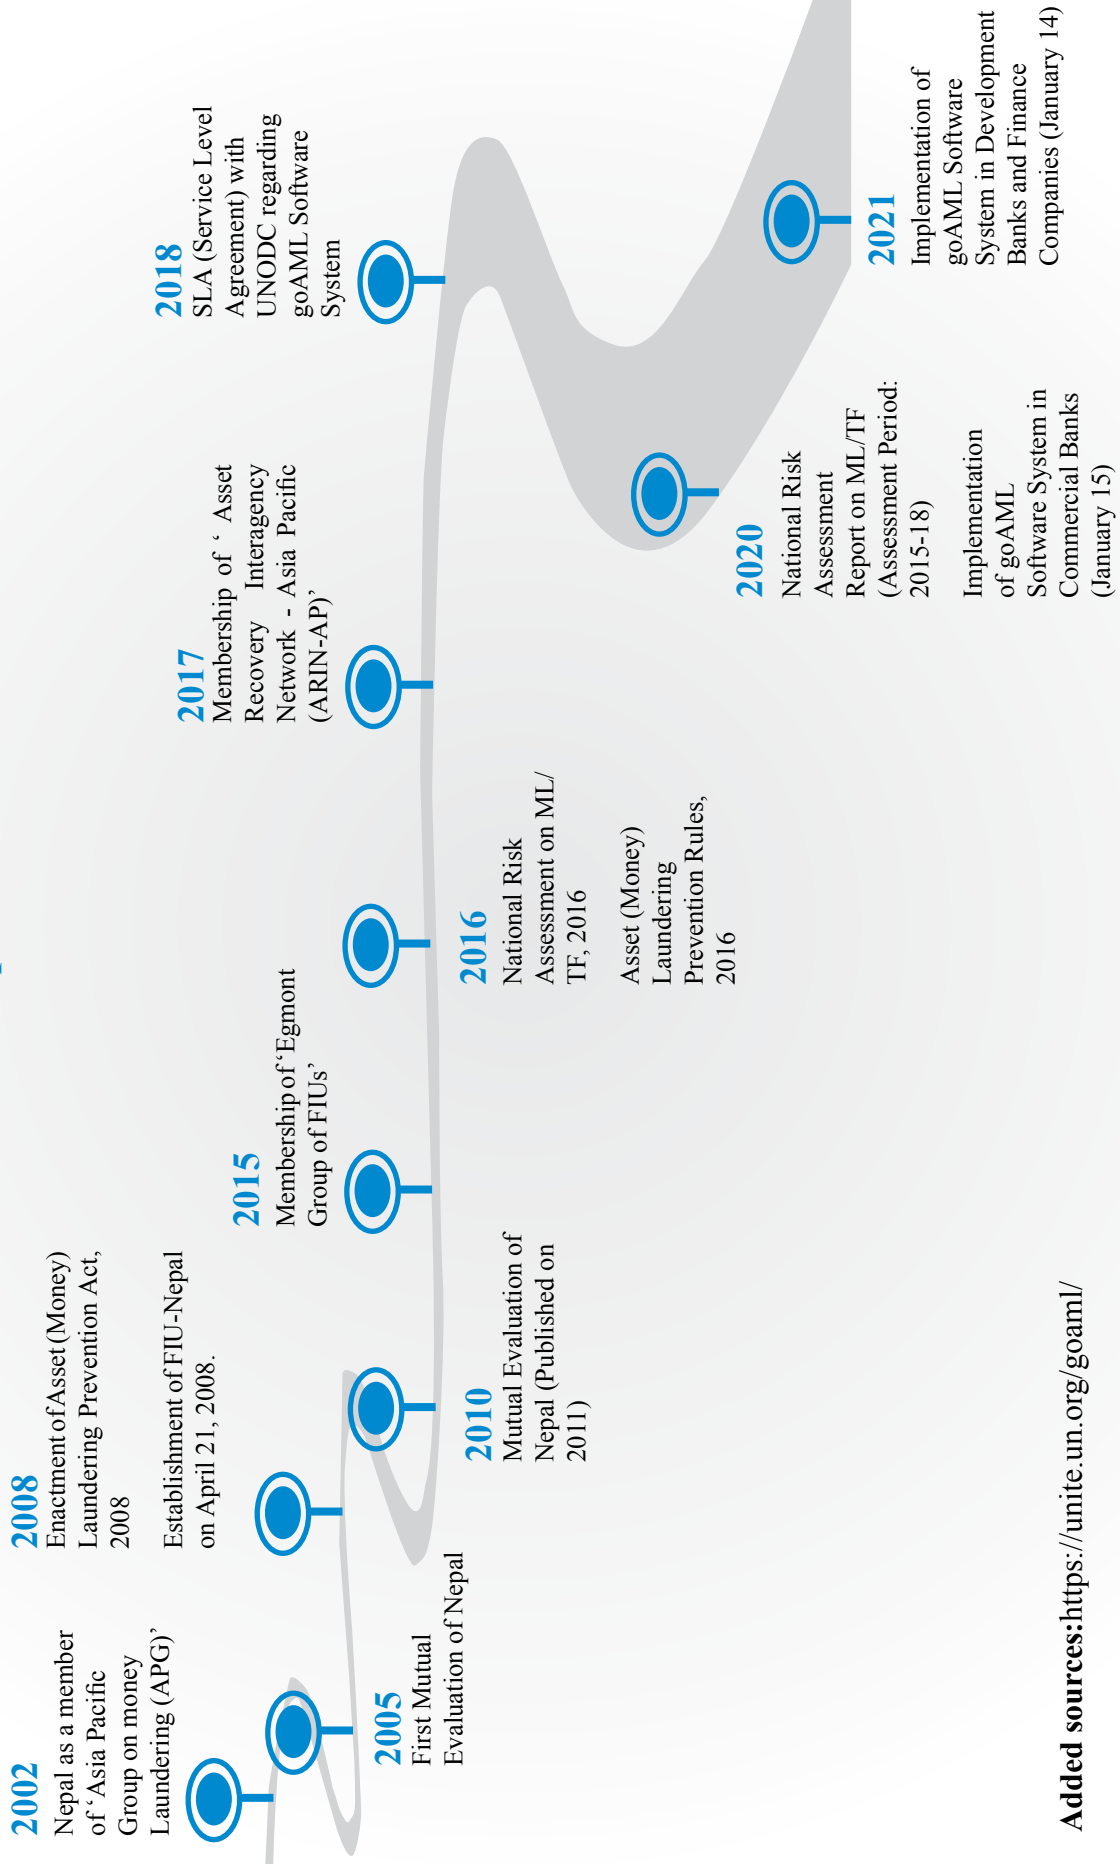 2002
Nepal as a member
of ‘Asia Pacific
Group on money
Laundering (APG)’
2005
First Mutual
Evaluation of Nepal
2008
Enactment of Asset (Money)
Laundering Prevention Act,
2008
Establishment of FIU-Nepal
on April 21, 2008.
2010
Mutual Evaluation of
Nepal (Published on
2011)
2015
Membership of ‘Egmont
Group of FIUs’
2016
National Risk
Assessment on ML/
TF, 2016
Asset (Money)
Laundering
Prevention Rules,
2016
2017
Membership of ‘ Asset
Recovery Interagency
Network - Asia Pacific
(ARIN-AP)’
2018
SLA (Service Level
Agreement) with
UNODC regarding
goAML Software
System
2020
National Risk
Assessment
Report on ML/TF
(Assessment Period:
2015-18)
Implementation
of goAML
Software System in
Commercial Banks
(January 15)
2021
Implementation of
goAML Software
System in Development
Banks and Finance
Companies (January 14)
Added sources:https://unite.un.org/goaml/